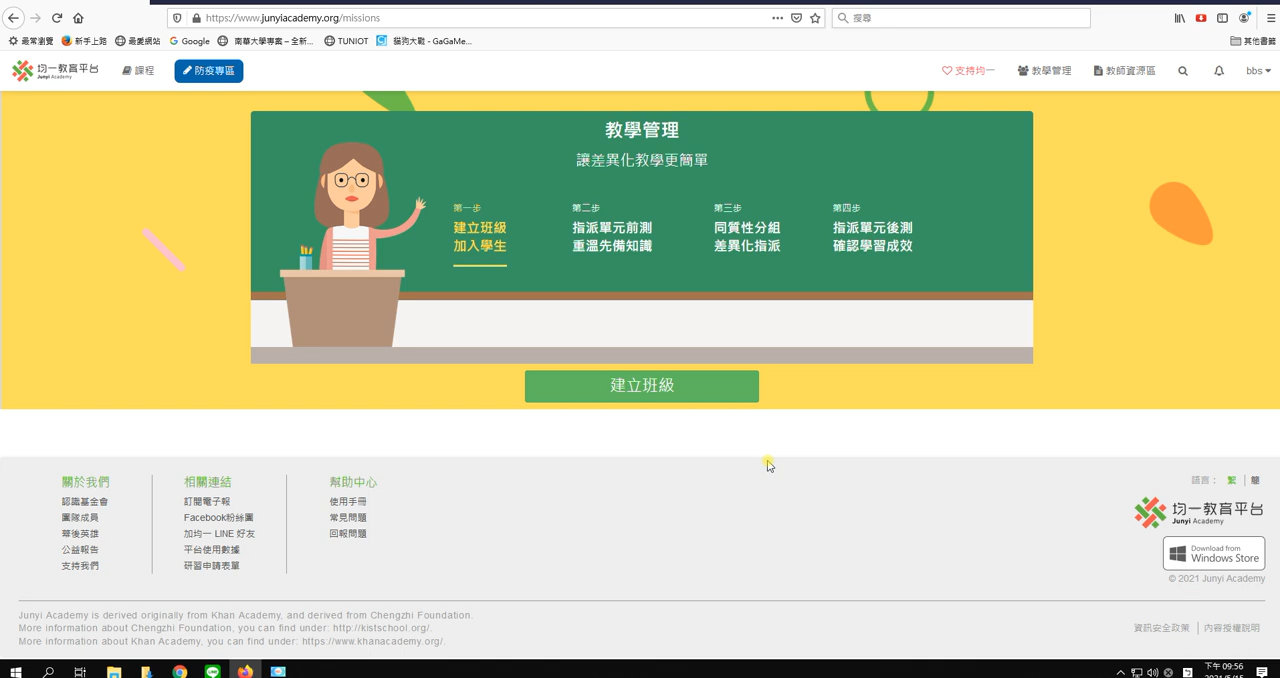 https://www.junyiacademy.org/missions
搜尋
最常瀏覽
新手上路
最愛網站
Google
南華大學專案 – 全新...
TUNIOT
貓狗大戰 - GaGaMe...
其他書籤
均一教育平台
Junyi Academy
課程
防疫專區
支持均一
教學管理
教師資源區
bbs
教學管理
讓差異化教學更簡單
第一步
建立班級
加入學生
第二步
指派單元前測
重溫先備知識
第三步
同質性分組
差異化指派
第四步
指派單元後測
確認學習成效
建立班級
關於我們
認識基金會
團隊成員
幕後英雄
公益報告
支持我們
相關連結
訂閱電子報
Facebook粉絲團
加均一 LINE 好友
平台使用數據
研習申請表單
幫助中心
使用手冊
常見問題
回報問題
語言：
繁
均一教育平台
Junyi Academy
Download from
Windows Store
© 2021 Junyi Academy
Junyi Academy is derived originally from Khan Academy, and derived from Chengzhi Foundation.
More information about Chengzhi Foundation, you can find under: http://kistschool.org/.
More information about Khan Academy, you can find under: https://www.khanacademy.org/.
資訊安全政策
內容授權說明
下午 09:56
2021/5/15